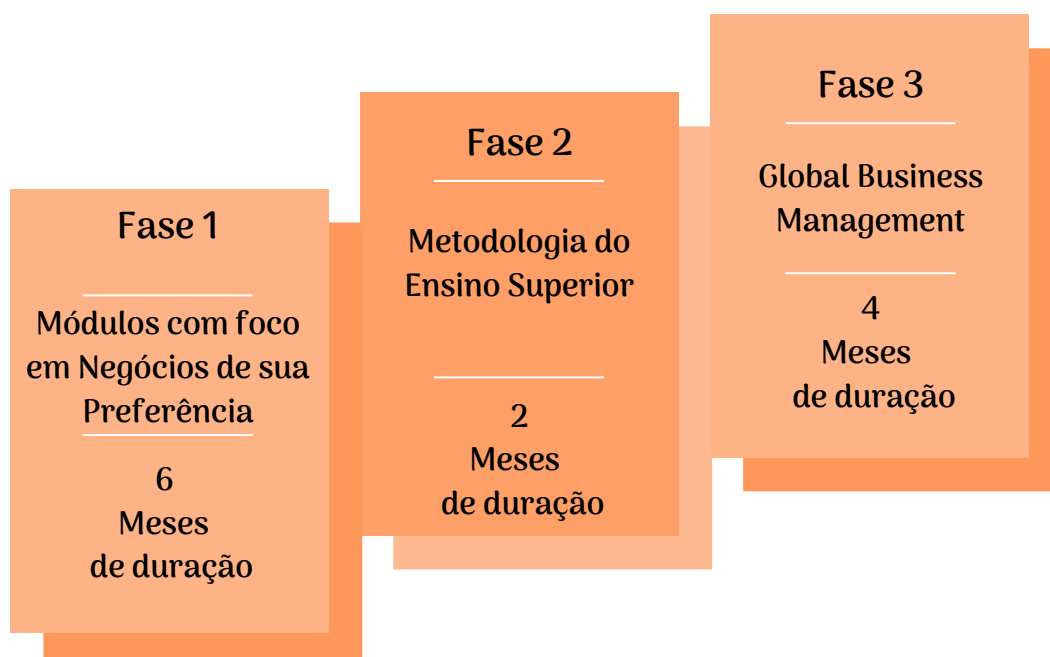 Fase 1
Módulos com foco
em Negócios de sua
Preferência
6
Meses
de duração
Fase 2
Metodologia do
Ensino Superior
2
Meses
de duração
Fase 3
Global Business
Management
4
Meses
de duração